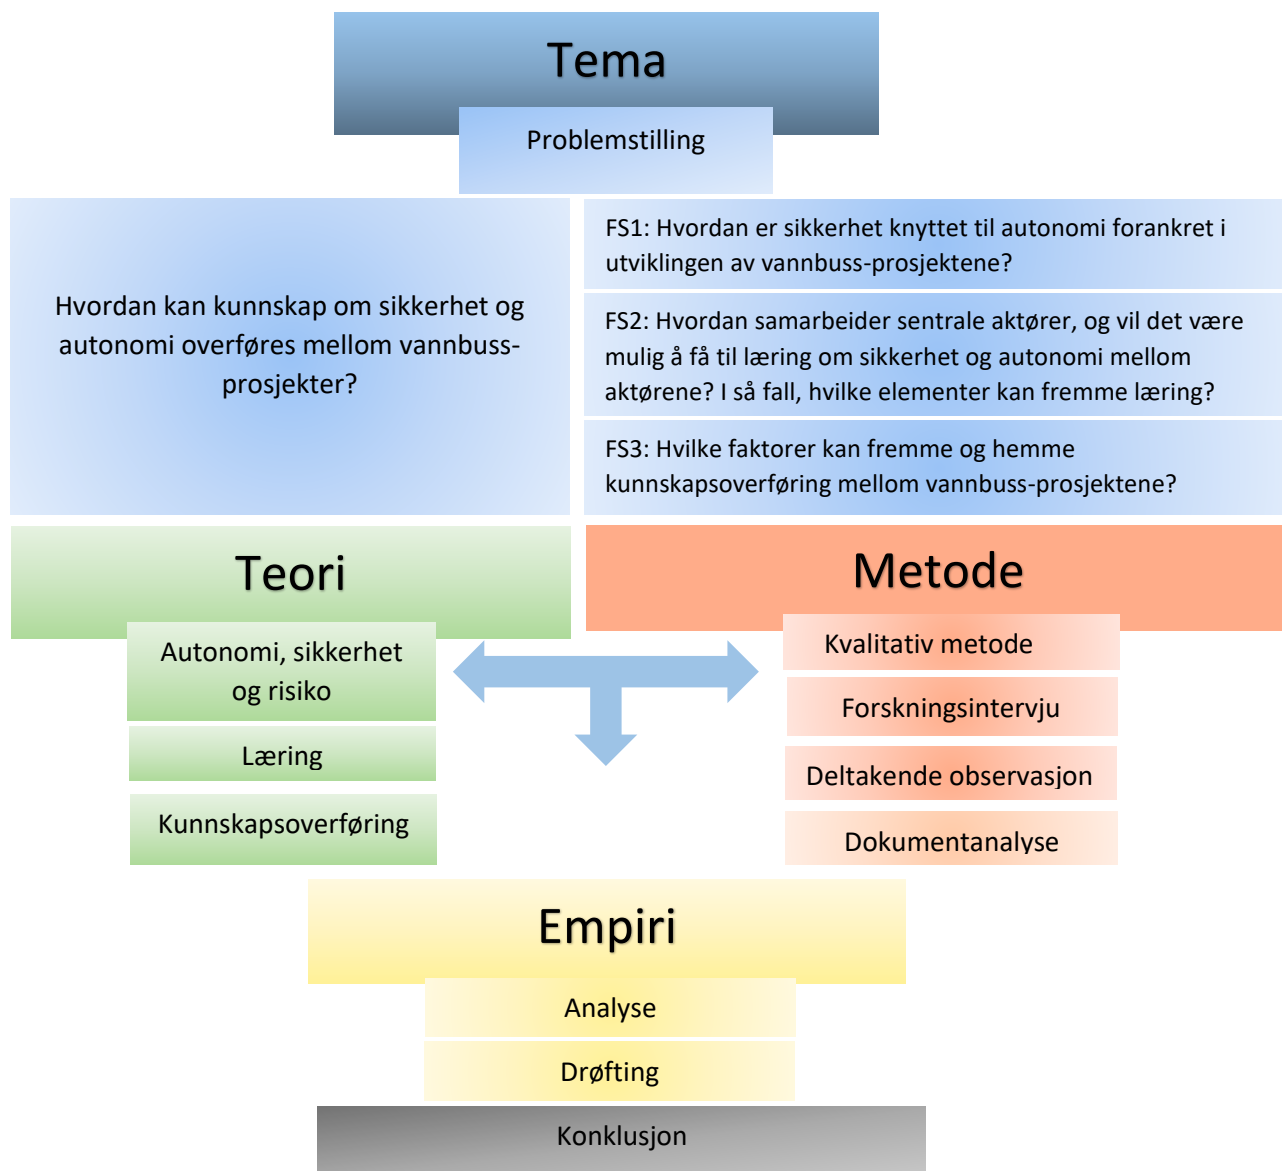 Tema
Problemstilling
Hvordan kan kunnskap om sikkerhet og
autonomi overføres mellom vannbuss-
prosjekter?
FS1: Hvordan er sikkerhet knyttet til autonomi forankret i
utviklingen av vannbuss-prosjektene?
FS2: Hvordan samarbeider sentrale aktører, og vil det være
mulig å få til læring om sikkerhet og autonomi mellom
aktørene? I så fall, hvilke elementer kan fremme læring?
FS3: Hvilke faktorer kan fremme og hemme
kunnskapsoverføring mellom vannbuss-prosjektene?
Teori
Autonomi, sikkerhet
og risiko
Læring
Kunnskapsoverføring
Metode
Kvalitativ metode
Forskningsintervju
Deltakende observasjon
Dokumentanalyse
Empiri
Analyse
Drøfting
Konklusjon